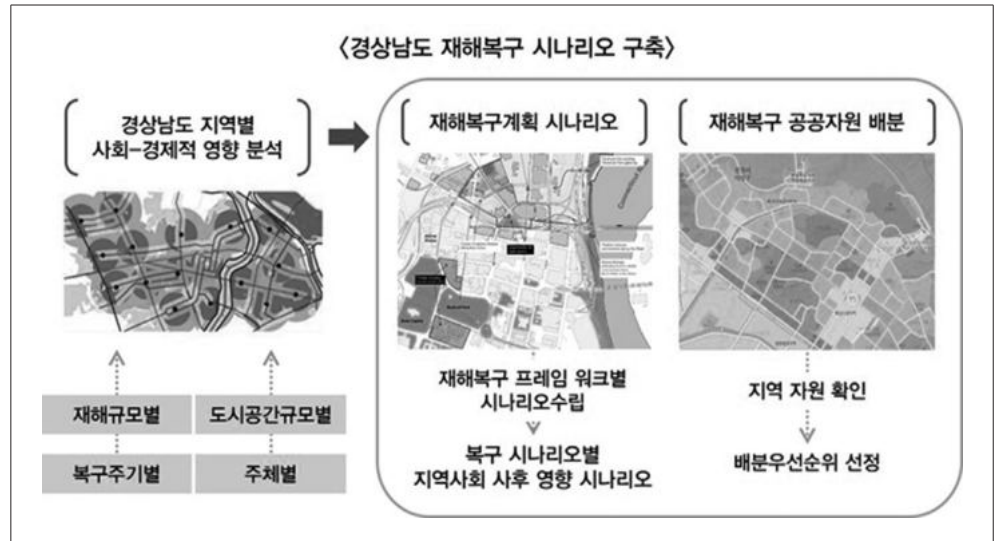 〈경상남도 재해복구 시나리오 구축〉
경상남도 지역별
사회-경제적 영향 분석
재해복구계획 시나리오
재해복구 공공자원 배분
재해복구 프레임 워크별
시나리오수립
지역 자원 확인
재해규모별
도시공간규모별
복구주기별
주체별
복구 시나리오별
지역사회 사후 영향 시나리오
배분우선순위 선정